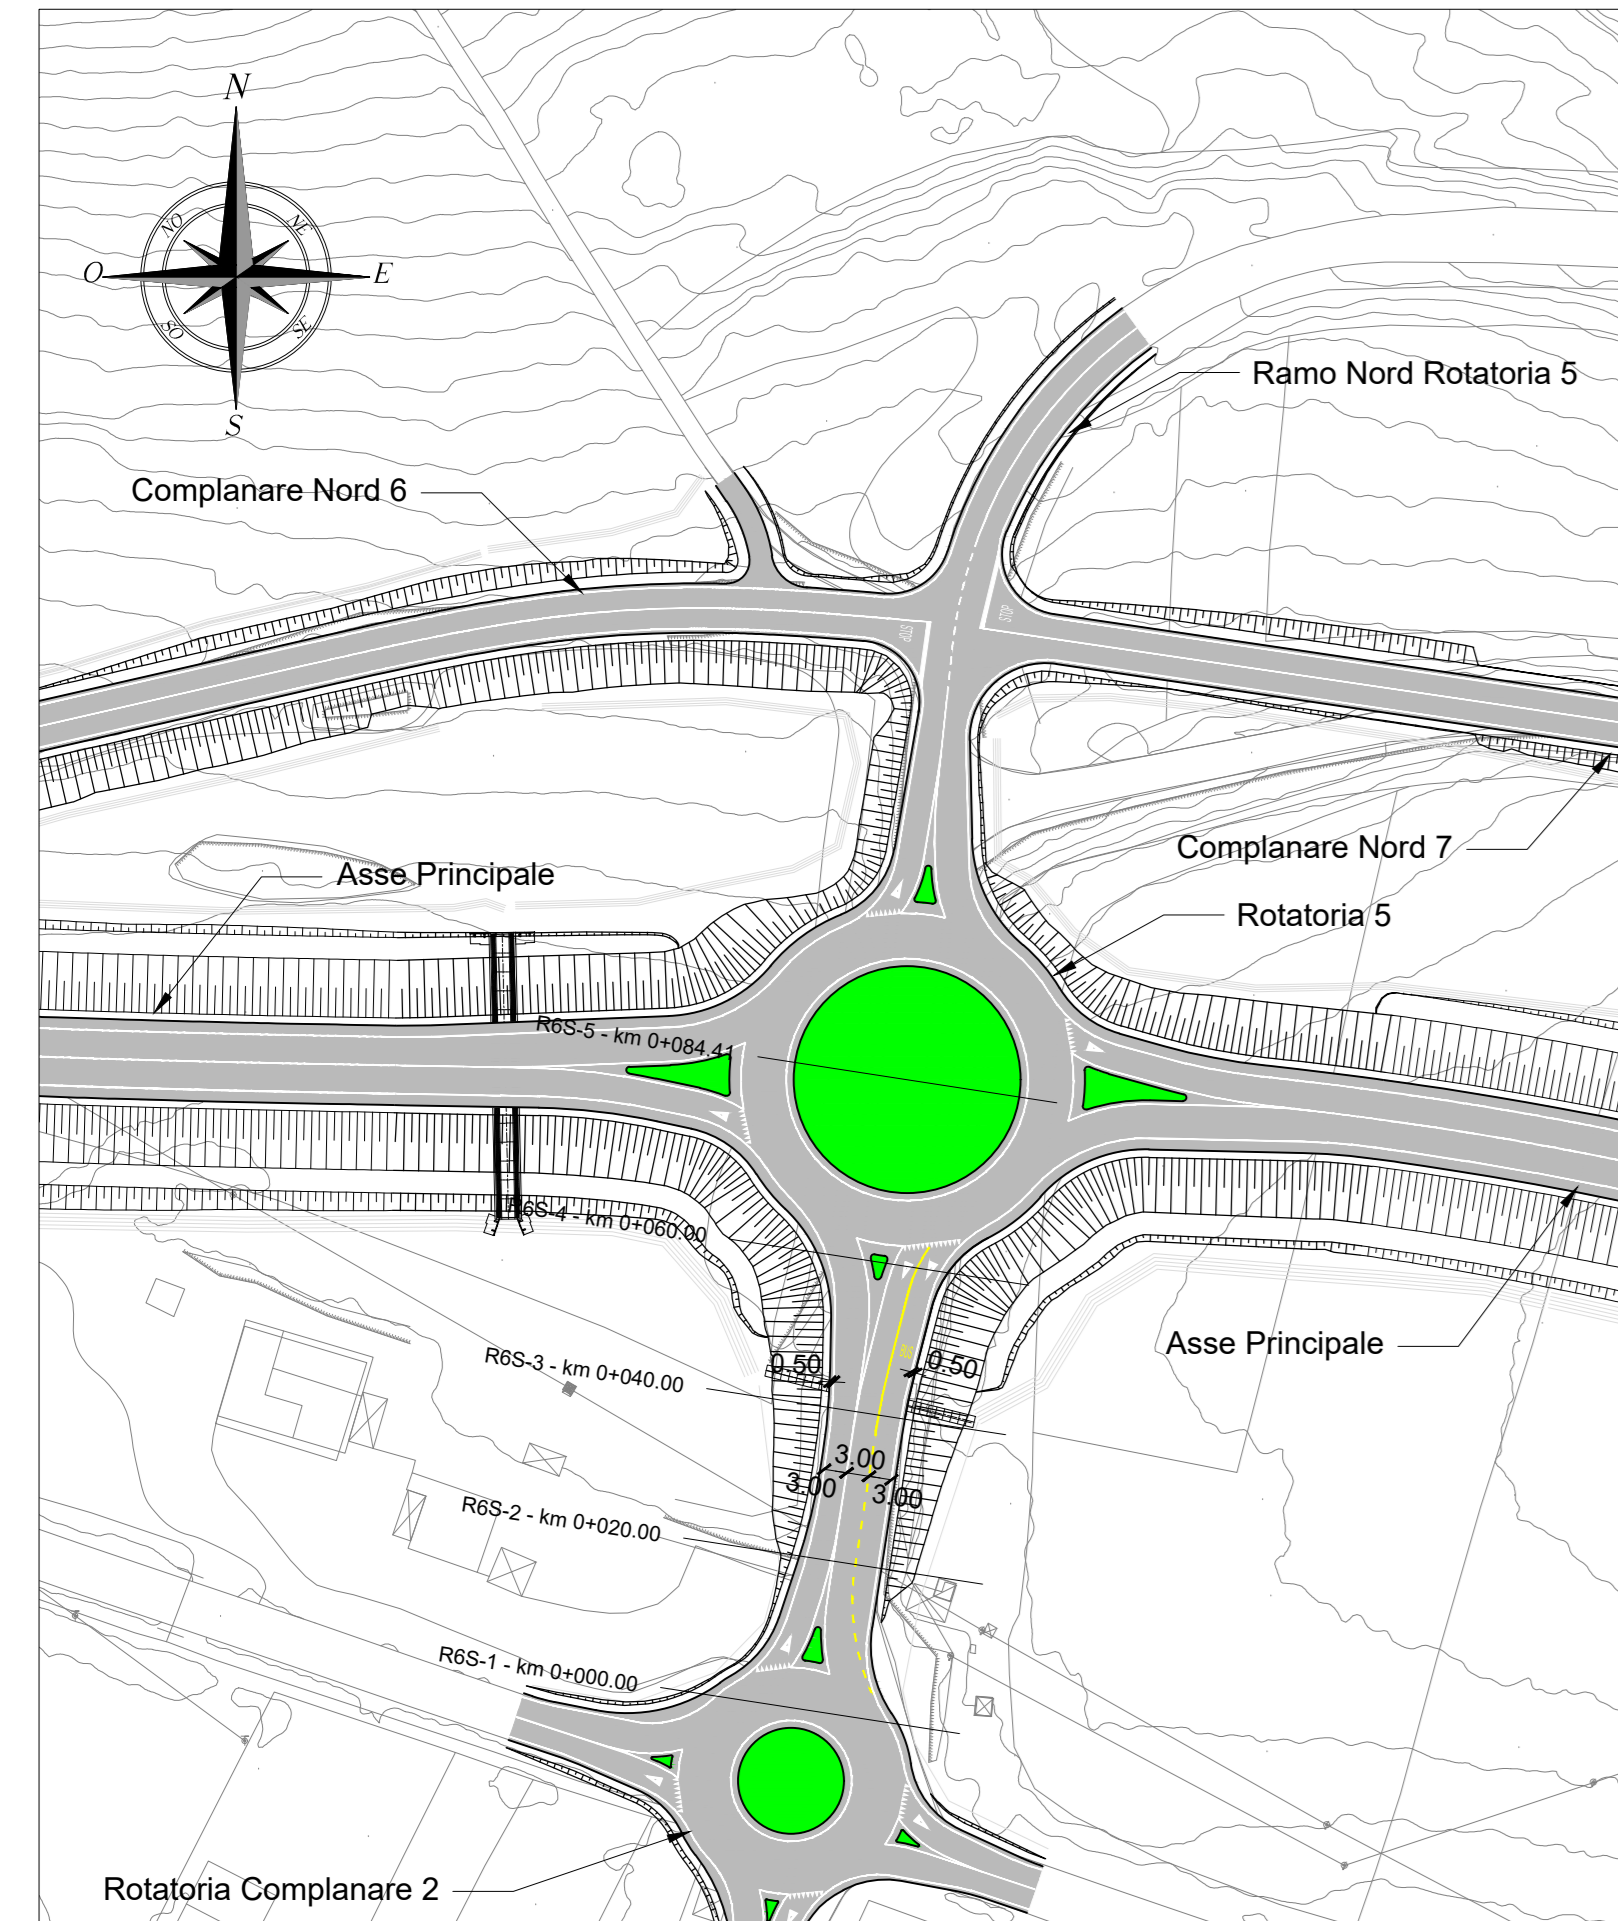 N
NO
NE
O
E
SO
SE
S
Ramo Nord Rotatoria 5
Complanare Nord 6
STOP
STOP
Complanare Nord 7
Asse Principale
Rotatoria 5
R6S-5 - km 0+084.41
R6S-4 - km 0+060.00
Asse Principale
R6S-3 - km 0+040.00
0.50
0.50
3.00
3.00
3.00
R6S-2 - km 0+020.00
R6S-1 - km 0+000.00
Rotatoria Complanare 2